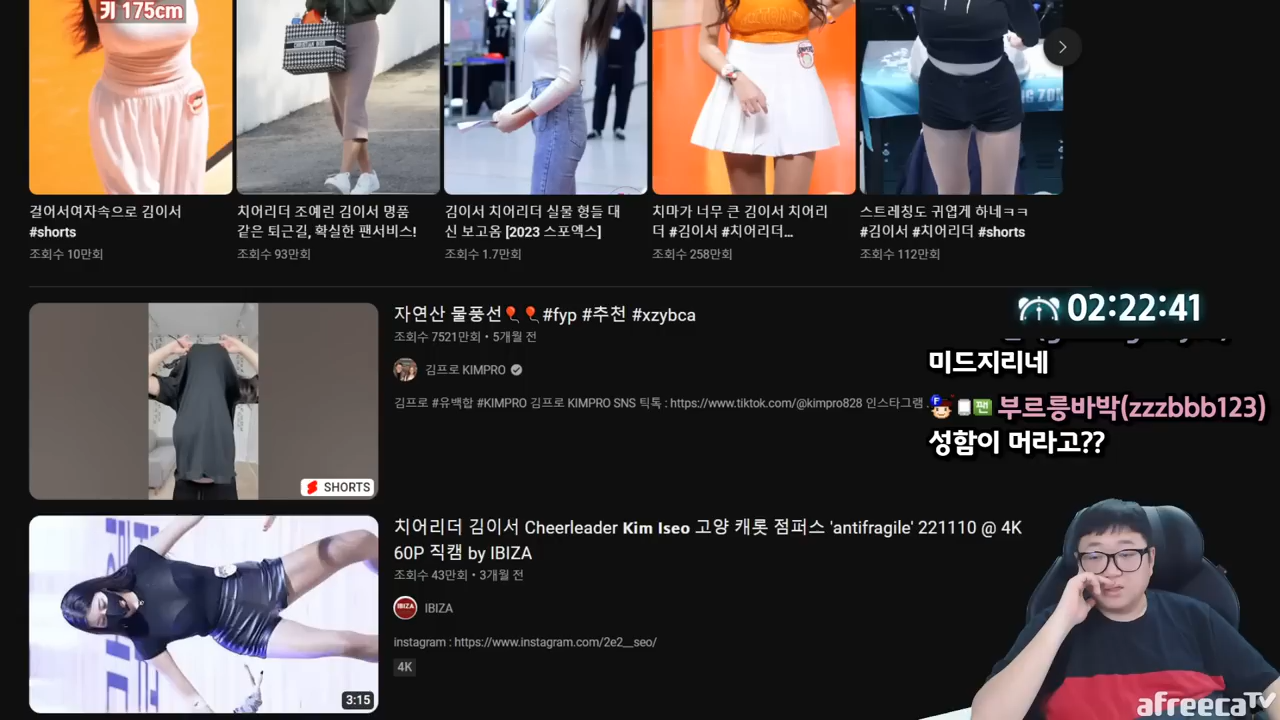 키 175cm
걸어서여자속으로 김이서
#shorts
조회수 10만회
치어리더 조예린 김이서 명품
같은 퇴근길, 확실한 팬서비스!
조회수 93만회
김이서 치어리더 실물 형들 대
신 보고옴 [2023 스포엑스]
조회수 1.7만회
치마가 너무 큰 김이서 치어리
더 #김이서 #치어리더...
조회수 258만회
스트레칭도 귀엽게 하네ㅋㅋ
#김이서 #치어리더 #shorts
조회수 112만회
자연산 물풍선🎈🎈#fyp #추천 #xzybca
조회수 7521만회 • 5개월 전
김프로 KIMPRO
김프로 #유백합 #KIMPRO 김프로 KIMPRO SNS 틱톡 : https://www.tiktok.com/@kimpro828 인스타그램
SHORTS
02:22:41
미드지리네
F 팬 부르릉바박(zzzbbb123)
성함이 머라고??
치어리더 김이서 Cheerleader Kim Iseo 고양 캐롯 점퍼스 'antifragile' 221110 @ 4K
60P 직캠 by IBIZA
조회수 43만회 • 3개월 전
IBIZA IBIZA
instagram : https://www.instagram.com/2e2__seo/
4K
3:15
afreecaTV